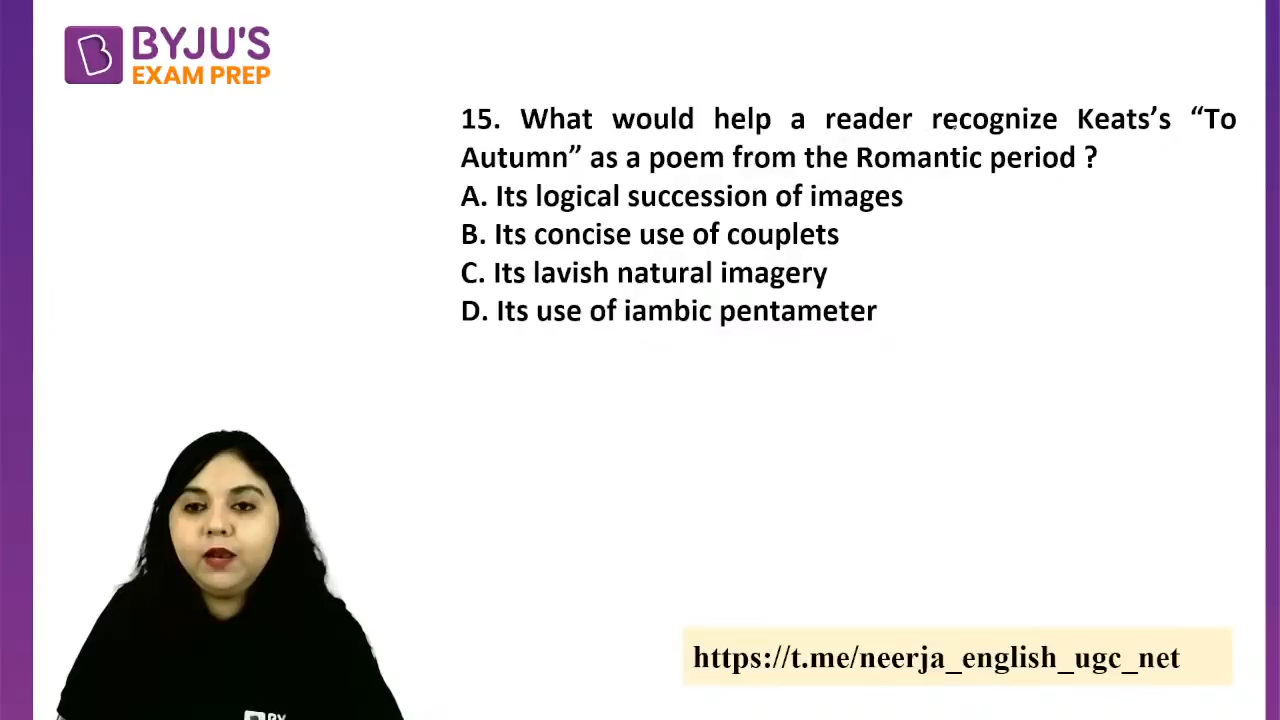 BYJU'S
EXAM PREP
15. What would help a reader recognize Keats’s “To
Autumn” as a poem from the Romantic period ?
A. Its logical succession of images
B. Its concise use of couplets
C. Its lavish natural imagery
D. Its use of iambic pentameter
https://t.me/neerja_english_ugc_net